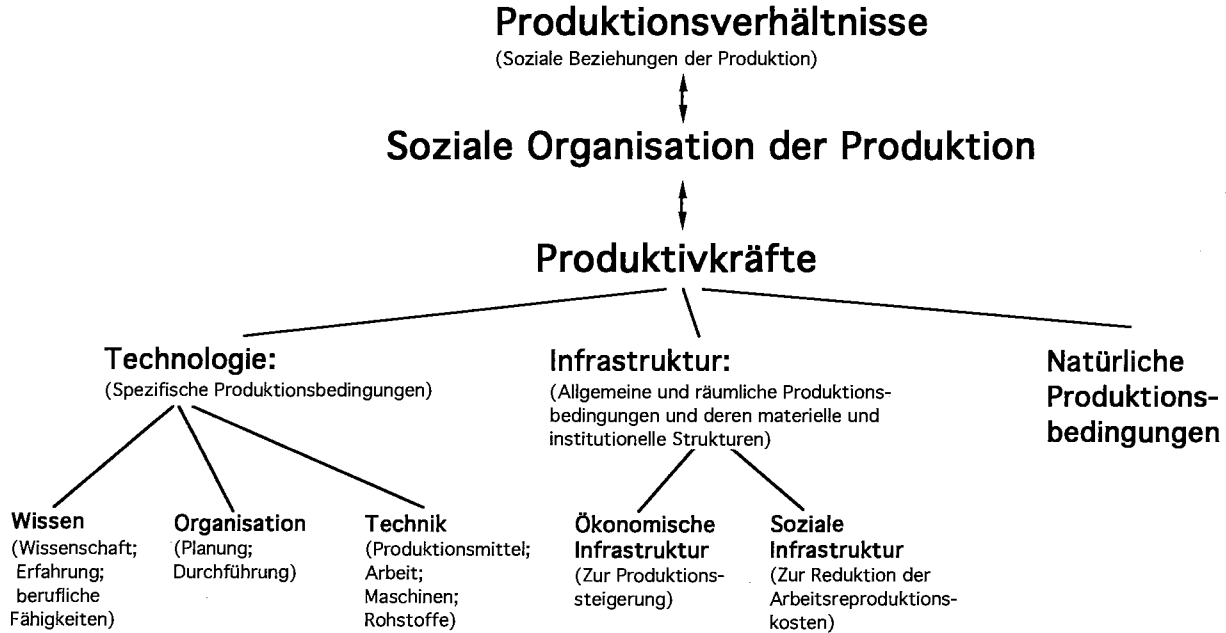 Produktionsverhältnisse
(Soziale Beziehungen der Produktion)
Soziale Organisation der Produktion
Produktivkräfte
Technologie:
(Spezifische Produktionsbedingungen)
Infrastruktur:
(Allgemeine und räumliche Produktions-
bedingungen und deren materielle und
institutionelle Strukturen)
Natürliche
Produktions-
bedingungen
Wissen
(Wissenschaft;
Erfahrung;
berufliche
Fähigkeiten)
Organisation
(Planung;
Durchführung)
Technik
(Produktionsmittel;
Arbeit;
Maschinen;
Rohstoffe)
Ökonomische
Infrastruktur
(Zur Produktions-
steigerung)
Soziale
Infrastruktur
(Zur Reduktion der
Arbeitsreproduktions-
kosten)